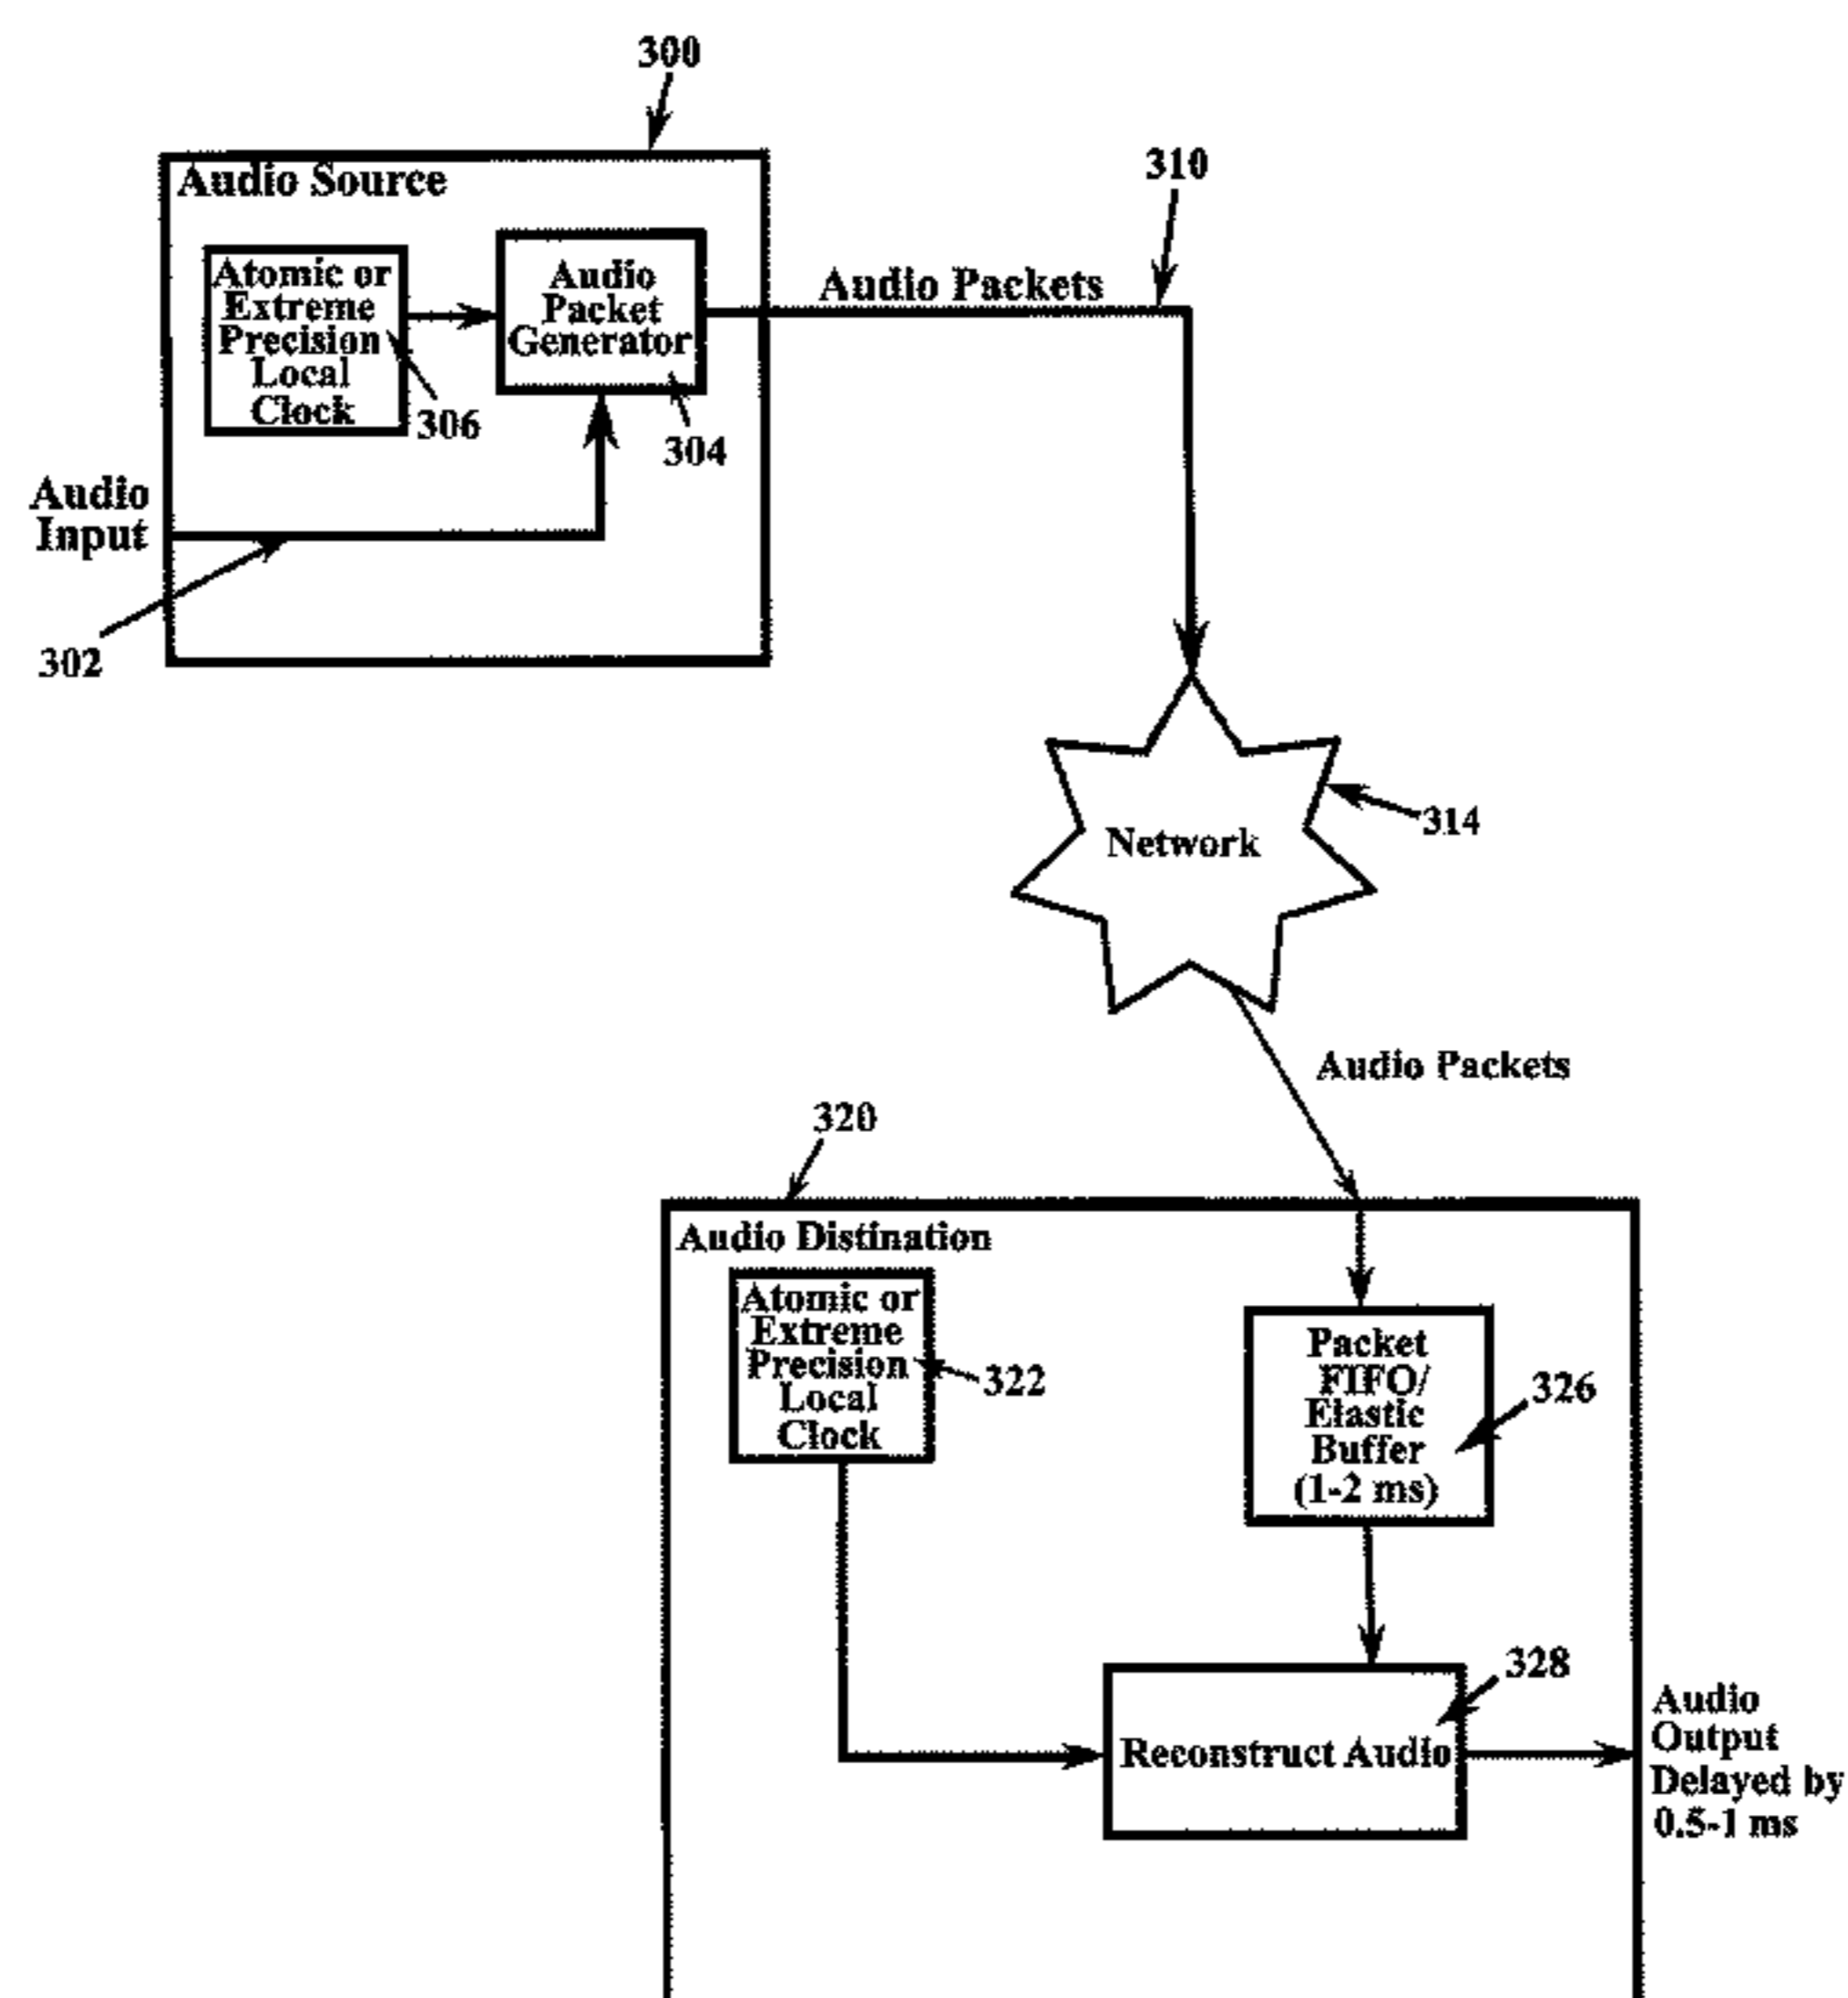 300
Audio Source
310
Atomic or
Extreme
Precision
Local
Clock
306
Audio
Packet
Generator
304
Audio Packets
Audio
Input
302
Network
314
Audio Packets
320
Audio Distination
Atomic or
Extreme
Precision
Local
Clock
322
Packet
FIFO/
Elastic
Buffer
(1-2 ms)
326
328
Reconstruct Audio
Audio
Output
Delayed by
0.5-1 ms